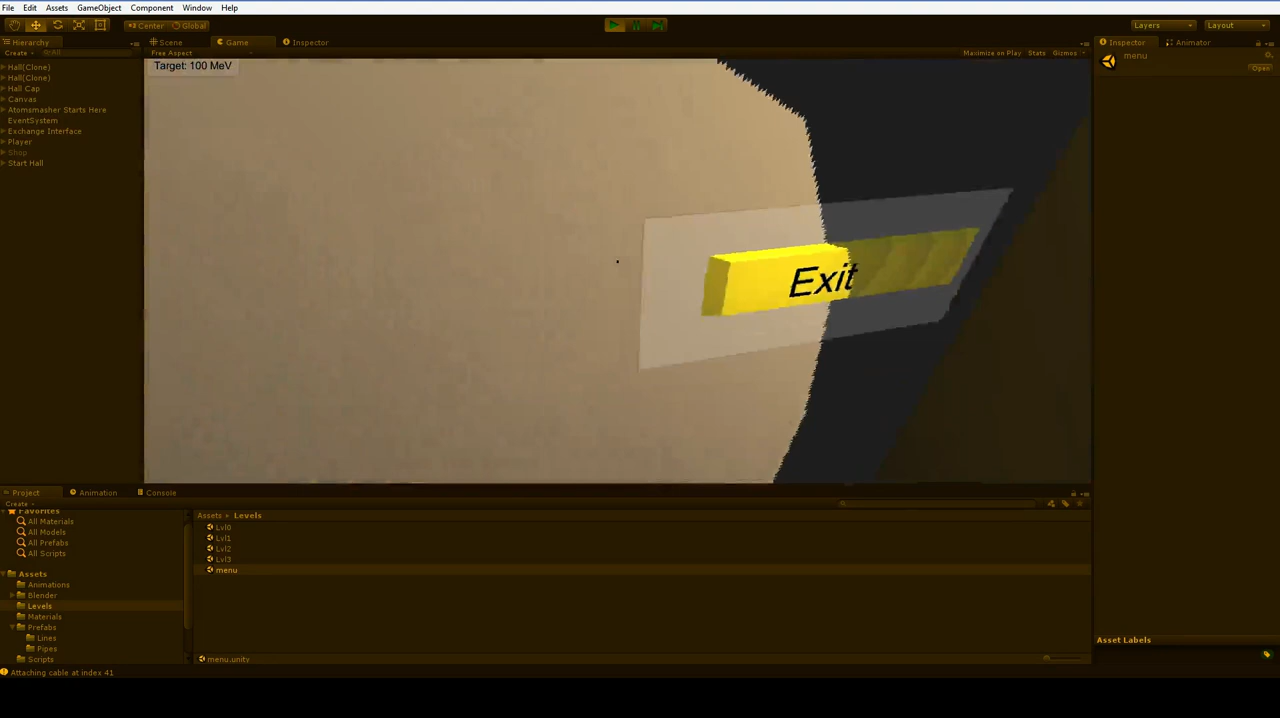 File Edit Assets GameObject Component Window Help
Center Global Layers Layout
Hierarchy Scene Game Inspector Inspector Animator
Create All Free Aspect Maximize on Play Stats Gizmos menu
Open
Target: 100 MeV
Hall(Clone)
Hall(Clone)
Hall Cap
Canvas
Atomsmasher Starts Here
EventSystem
Exchange Interface
Player
Shop
Start Hall
Exit
Project Animation Console
Create
Favorites
All Materials
All Models
All Prefabs
All Scripts
Assets
Animations
Blender
Levels
Materials
Prefabs
Lines
Pipes
Scripts
Assets Levels
Lvl0
Lvl1
Lvl2
Lvl3
menu
menu.unity
Asset Labels
Attaching cable at index 41